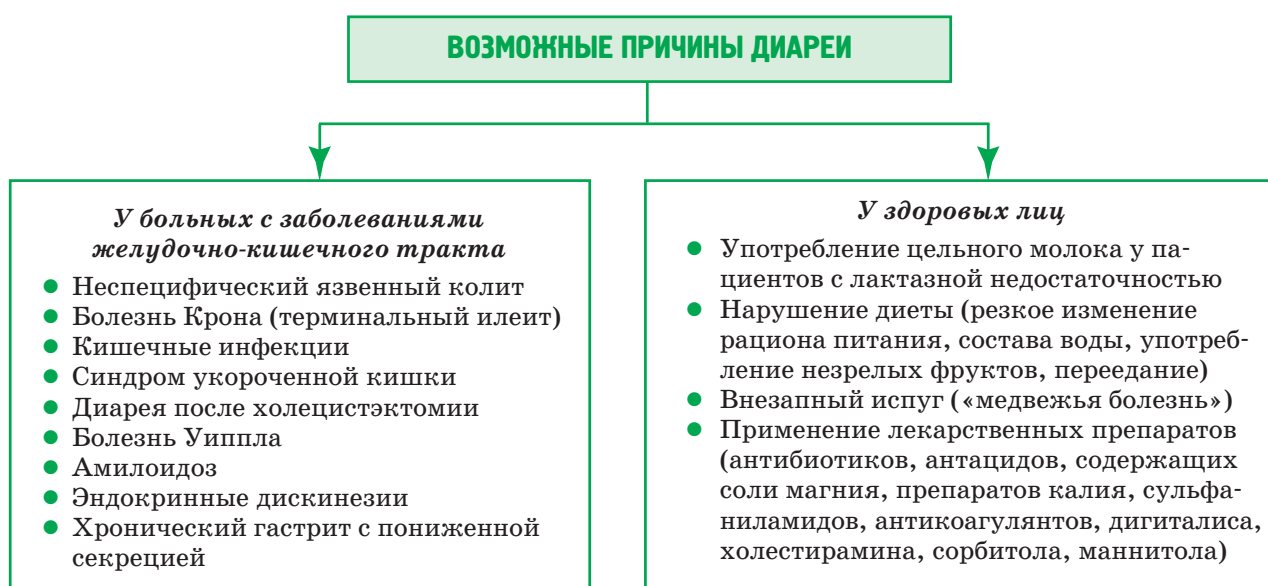 ВОЗМОЖНЫЕ ПРИЧИНЫ ДИАРЕИ
У больных с заболеваниями
желудочно-кишечного тракта
● Неспецифический язвенный колит
● Болезнь Крона (терминальный илеит)
● Кишечные инфекции
● Синдром укороченной кишки
● Диарея после холецистэктомии
● Болезнь Уиппла
● Амилоидоз
● Эндокринные дискинезии
● Хронический гастрит с пониженной
секрецией
У здоровых лиц
● Употребление цельного молока у па-
циентов с лактазной недостаточностью
● Нарушение диеты (резкое изменение
рациона питания, состава воды, употреб-
ление незрелых фруктов, переедание)
● Внезапный испуг («медвежья болезнь»)
● Применение лекарственных препаратов
(антибиотиков, антацидов, содержащих
соли магния, препаратов калия, сульфа-
ниламидов, антикоагулянтов, дигиталиса,
холестирамина, сорбитола, маннитола)